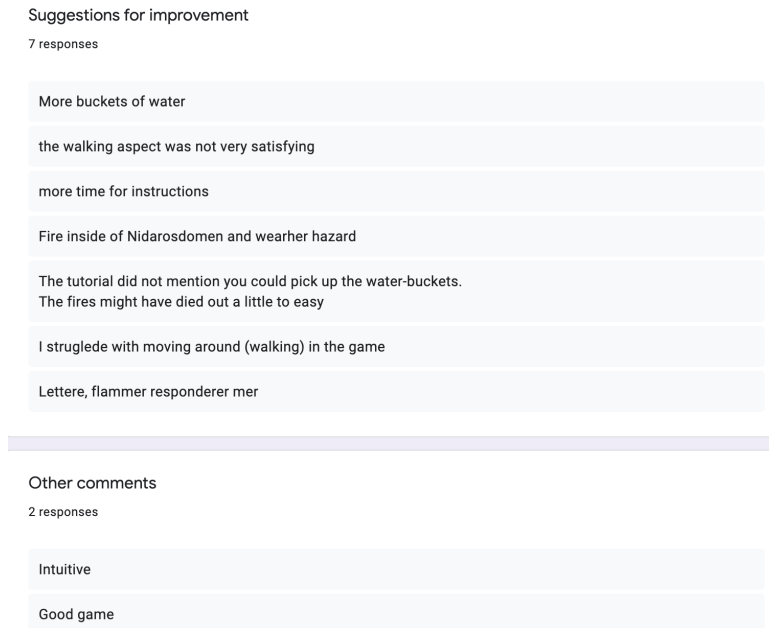 Suggestions for improvement
7 responses
More buckets of water
the walking aspect was not very satisfying
more time for instructions
Fire inside of Nidarosdomen and wearher hazard
The tutorial did not mention you could pick up the water-buckets.
The fires might have died out a little to easy
I struglede with moving around (walking) in the game
Lettere, flammer responderer mer
Other comments
2 responses
Intuitive
Good game